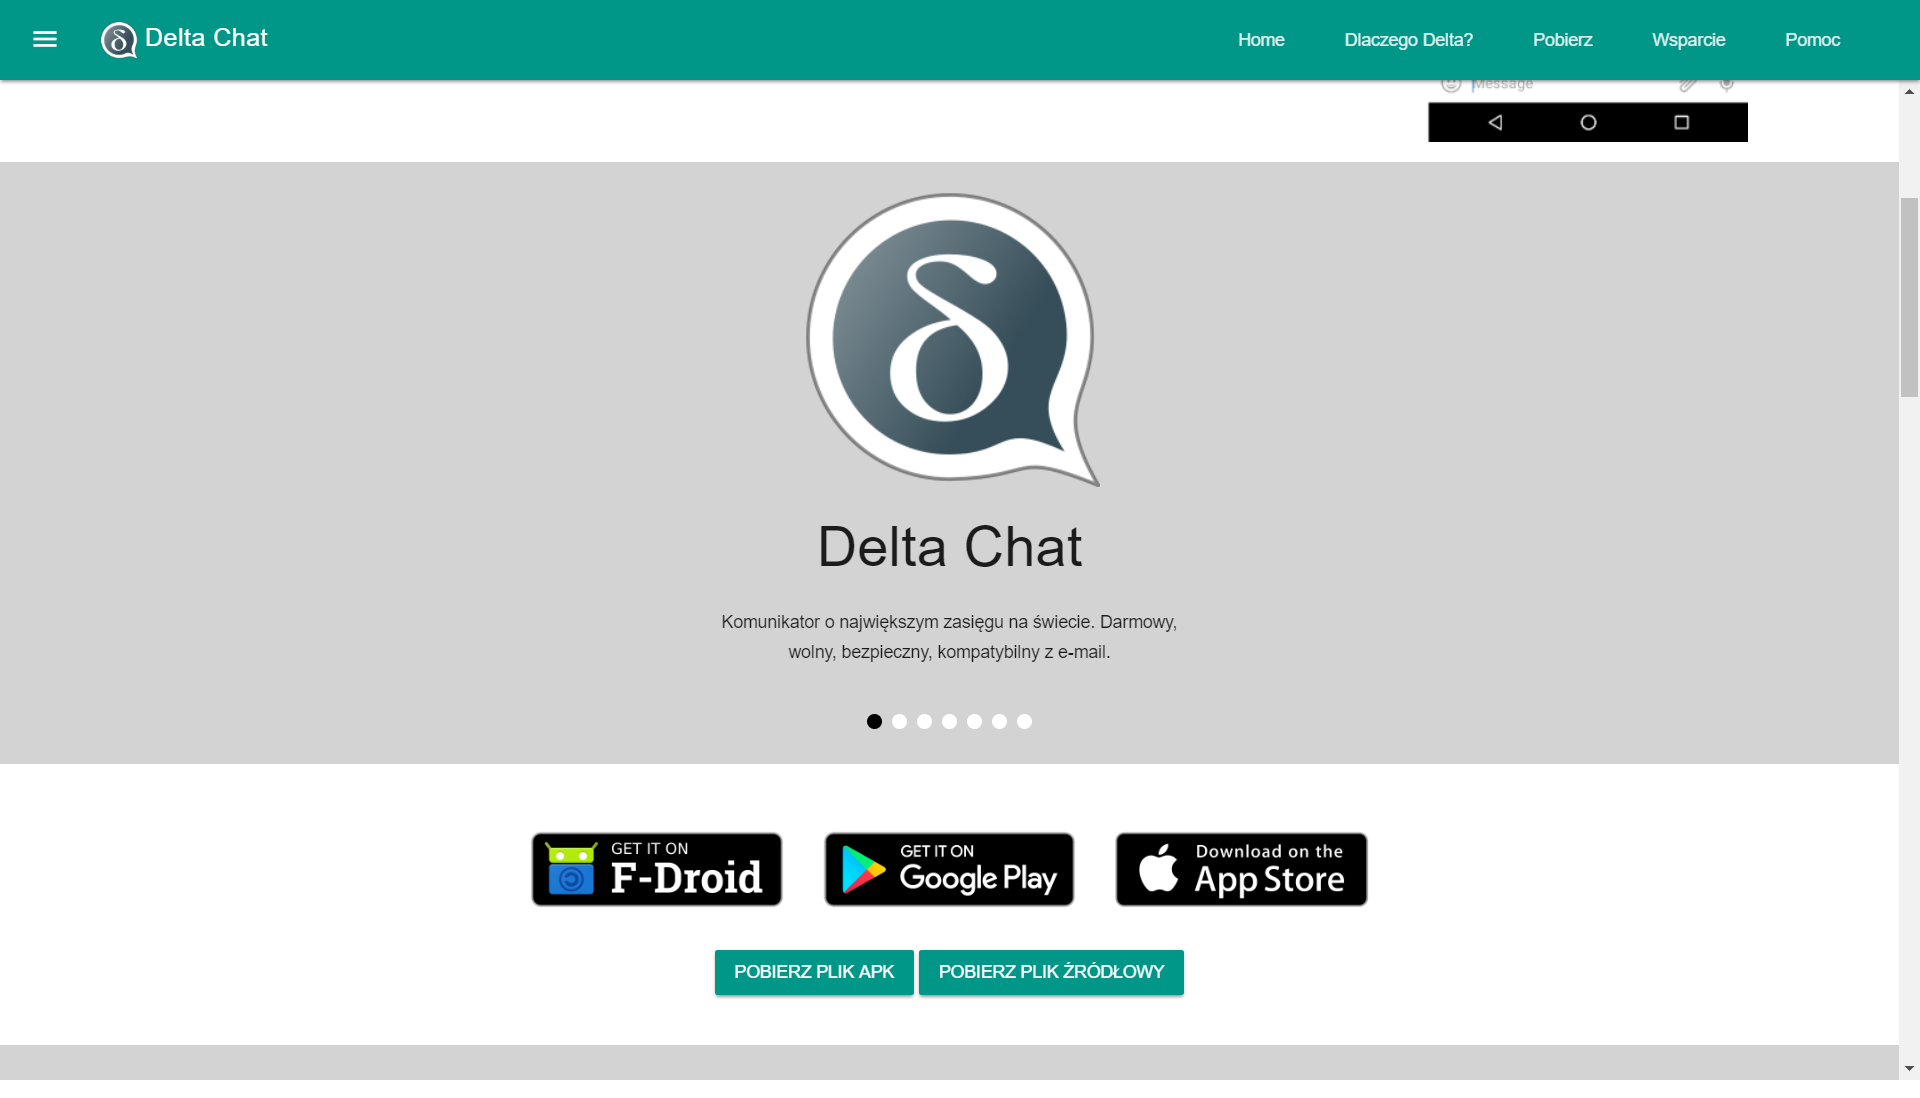 Delta Chat
Home
Dlaczego Delta?
Pobierz
Wsparcie
Pomoc
Message
δ
Delta Chat
Komunikator o największym zasięgu na świecie. Darmowy,
wolny, bezpieczny, kompatybilny z e-mail.
GET IT ON
F-Droid
GET IT ON
Google Play
Download on the
App Store
POBIERZ PLIK APK
POBIERZ PLIK ŹRÓDŁOWY